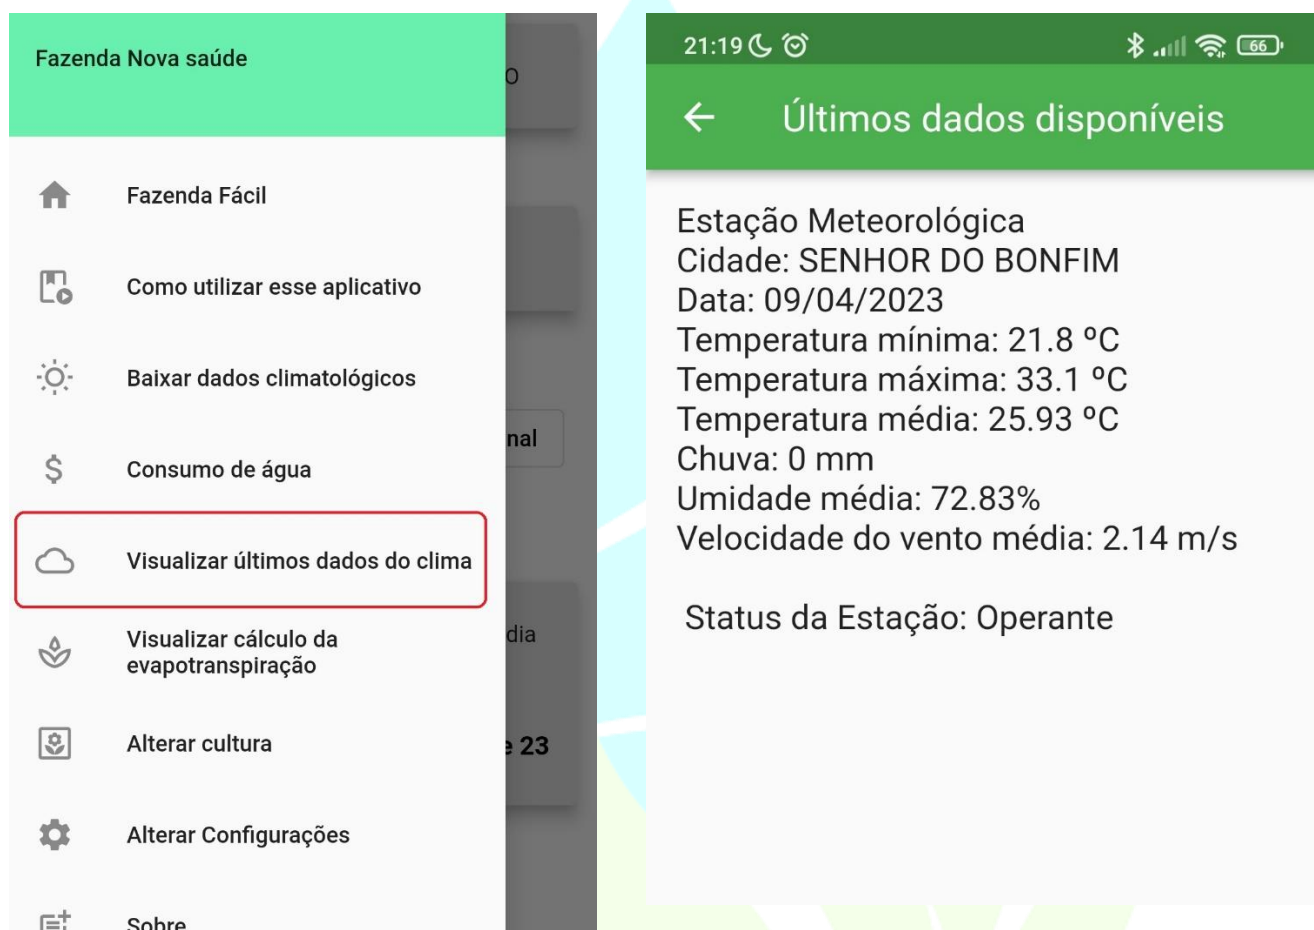 Fazenda Nova saúde
Fazenda Fácil
Como utilizar esse aplicativo
Baixar dados climatológicos
Consumo de água
Visualizar últimos dados do clima
Visualizar cálculo da
evapotranspiração
Alterar cultura
Alterar Configurações
Sobre
o
nal
dia
e 23
21:19
66
Últimos dados disponíveis
Estação Meteorológica
Cidade: SENHOR DO BONFIM
Data: 09/04/2023
Temperatura mínima: 21.8 ºC
Temperatura máxima: 33.1 ºC
Temperatura média: 25.93 ºC
Chuva: 0 mm
Umidade média: 72.83%
Velocidade do vento média: 2.14 m/s
Status da Estação: Operante